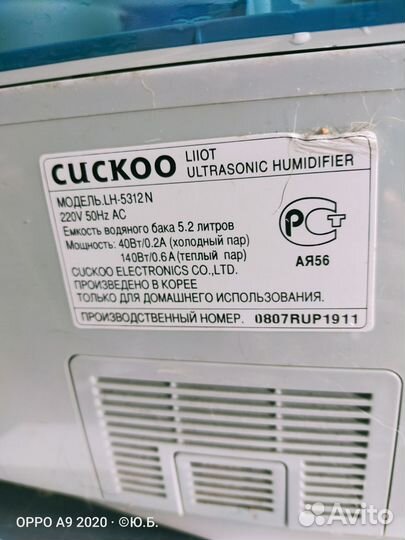 CUCKOO LIIOT
ULTRASONIC HUMIDIFIER
МОДЕЛЬ.LH-5312 N
220V 50Hz AC
Емкость водяного бака 5.2 литров
Мощность: 40Вт/0.2А (холодный пар)
140Вт/0.6А (теплый пар)
CUCKOO ELECTRONICS CO.,LTD.
ПРОИЗВЕДЕНО В КОРЕЕ
ТОЛЬКО ДЛЯ ДОМАШНЕГО ИСПОЛЬЗОВАНИЯ.
ПРОИЗВОДСТВЕННЫЙ НОМЕР. 0807RUP1911
РСТ
АЯ56
OPPO A9 2020 · ©Ю.Б.
Avito